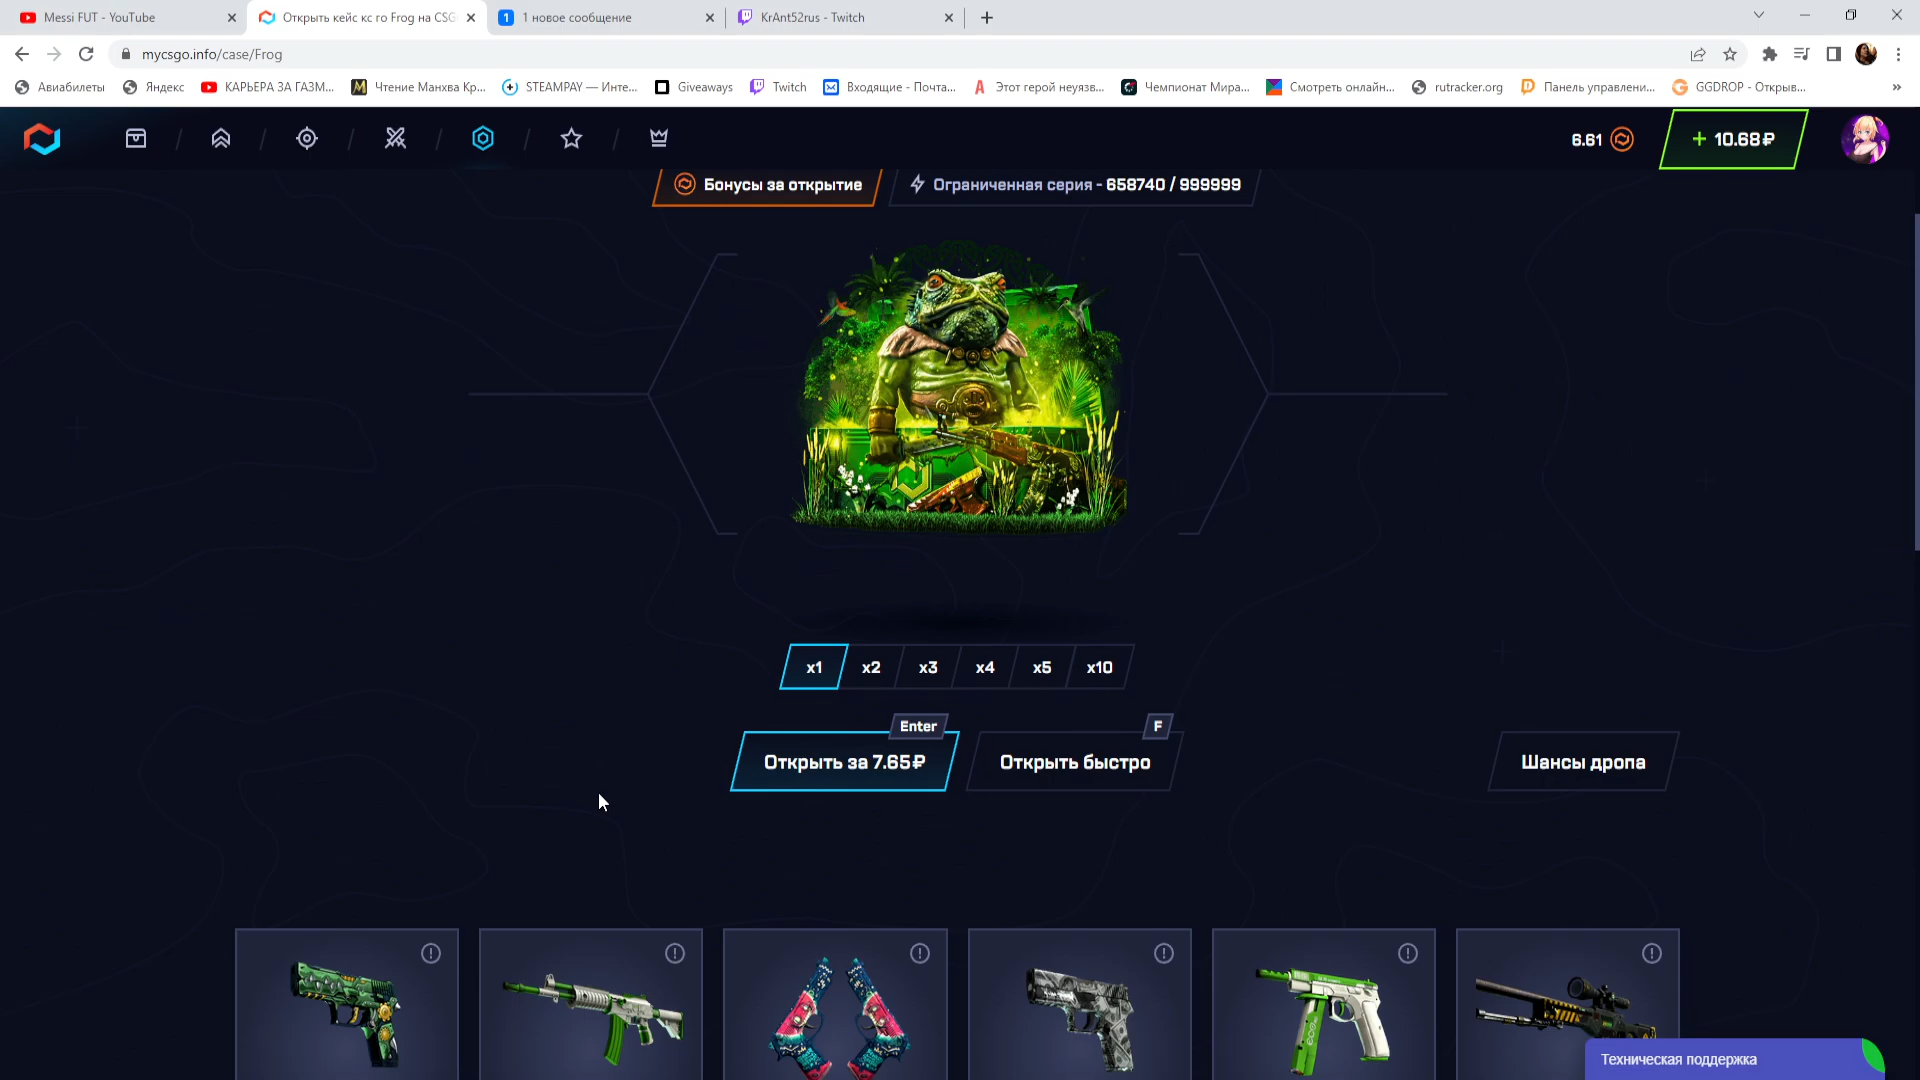 Messi FUT - YouTube
Открыть кейс кс го Frog на CSG
1 новое сообщение
KrAnt52rus - Twitch
mycsgo.info/case/Frog
Авиабилеты
Яндекс
КАРЬЕРА ЗА ГАЗМ...
Чтение Манхва Кр...
STEAMPAY — Инте...
Giveaways
Twitch
Входящие - Почта...
Этот герой неуязв...
Чемпионат Мира...
Смотреть онлайн...
rutracker.org
Панель управлени...
GGDROP - Открыв...
6.61
+ 10.68₽
Бонусы за открытие
Ограниченная серия - 658740 / 999999
x1
x2
x3
x4
x5
x10
Enter
F
Открыть за 7.65₽
Открыть быстро
Шансы дропа
Техническая поддержка